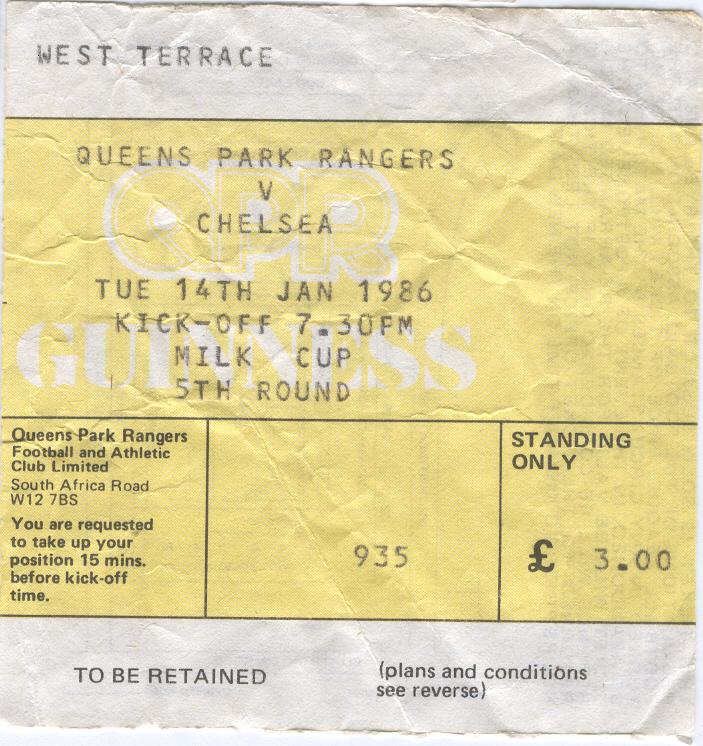 WEST TERRACE
QPR
GUINNESS
QUEENS PARK RANGERS
V
CHELSEA
TUE 14TH JAN 1986
KICK-OFF 7.30PM
MILK CUP
5TH ROUND
Queens Park Rangers
Football and Athletic
Club Limited
South Africa Road
W12 7BS
You are requested
to take up your
position 15 mins.
before kick-off
time.
935
STANDING
ONLY
£ 3.00
TO BE RETAINED
(plans and conditions
see reverse)